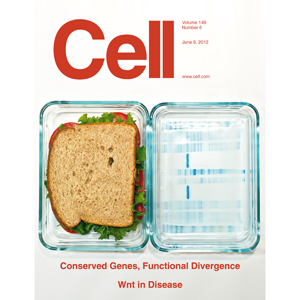 Cell
Volume 149
Number 6
June 8, 2012
www.cell.com
Conserved Genes, Functional Divergence
Wnt in Disease